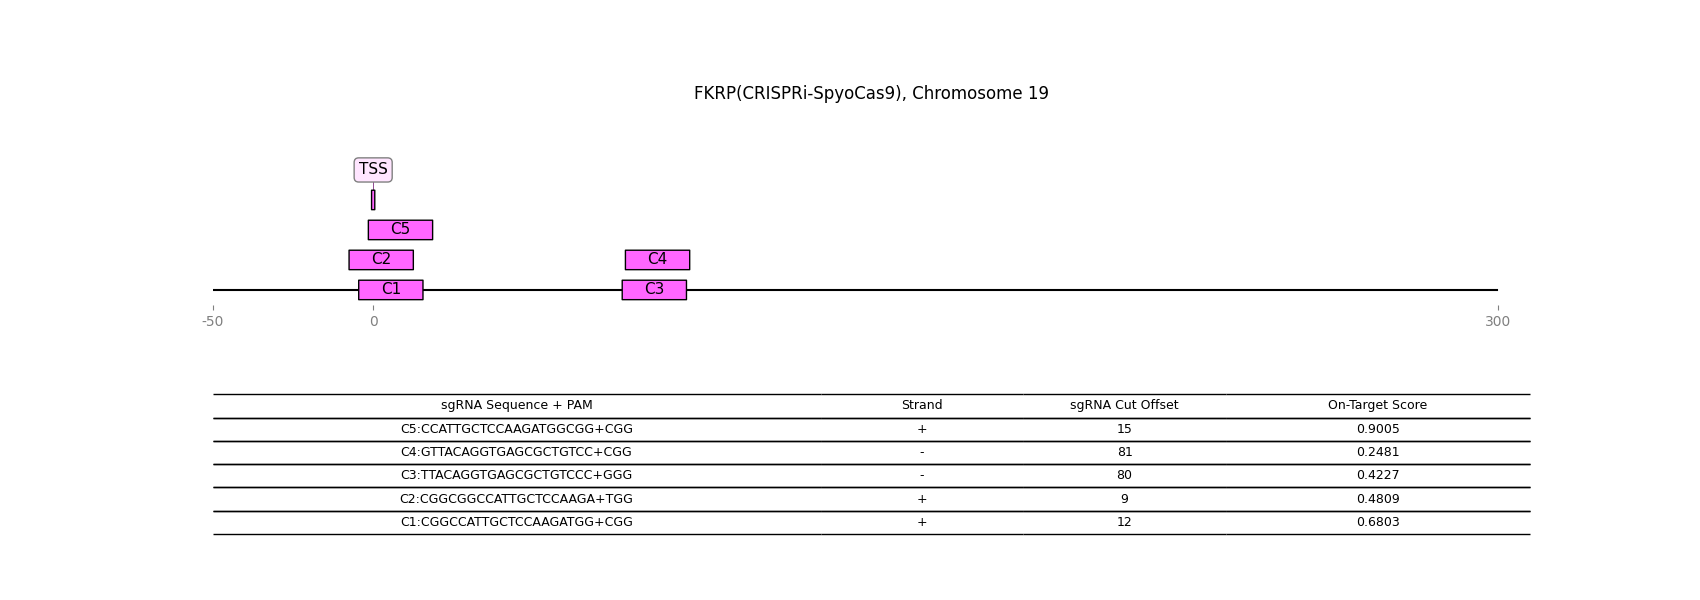 FKRP(CRISPRi-SpyoCas9), Chromosome 19
TSS
C5
C2 C4
C1 C3
-50 0 300
sgRNA Sequence + PAM Strand sgRNA Cut Offset On-Target Score
C5:CCATTGCTCCAAGATGGCGG+CGG + 15 0.9005
C4:GTTACAGGTGAGCGCTGTCC+CGG - 81 0.2481
C3:TTACAGGTGAGCGCTGTCCC+GGG - 80 0.4227
C2:CGGCGGCCATTGCTCCAAGA+TGG + 9 0.4809
C1:CGGCCATTGCTCCAAGATGG+CGG + 12 0.6803